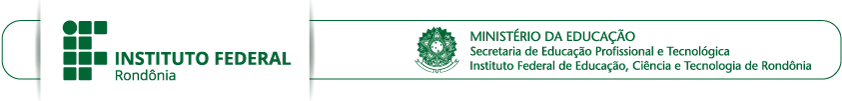 INSTITUTO FEDERAL
Rondônia
MINISTÉRIO DA EDUCAÇÃO
Secretaria de Educação Profissional e Tecnológica
Instituto Federal de Educação, Ciência e Tecnologia de Rondônia